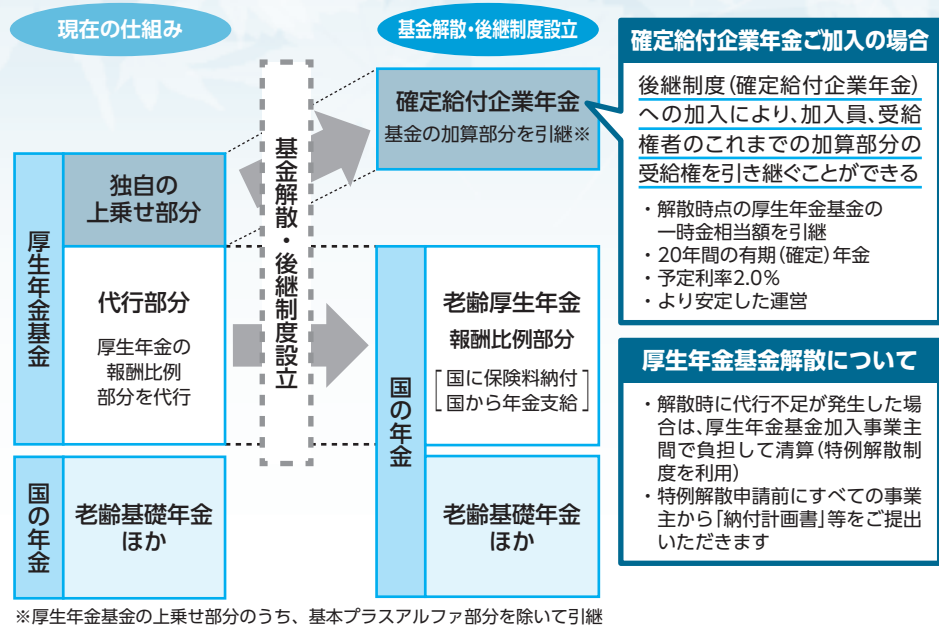 現在の仕組み
基金解散・後継制度設立
独自の
上乗せ部分
厚生年金基金
代行部分
厚生年金の
報酬比例
部分を代行
国の年金
老齢基礎年金
ほか
基金解散・後継制度設立
確定給付企業年金
基金の加算部分を引継※
国の年金
老齢厚生年金
報酬比例部分
国に保険料納付
国から年金支給
老齢基礎年金
ほか
確定給付企業年金ご加入の場合
後継制度(確定給付企業年金)
への加入により、加入員、受給
権者のこれまでの加算部分の
受給権を引き継ぐことができる
・解散時点の厚生年金基金の
一時金相当額を引継
・20年間の有期(確定)年金
・予定利率2.0%
・より安定した運営
厚生年金基金解散について
・解散時に代行不足が発生した場
合は、厚生年金基金加入事業主
間で負担して清算(特例解散制
度を利用)
・特例解散申請前にすべての事業
主から「納付計画書」等をご提出
いただきます
※厚生年金基金の上乗せ部分のうち、基本プラスアルファ部分を除いて引継